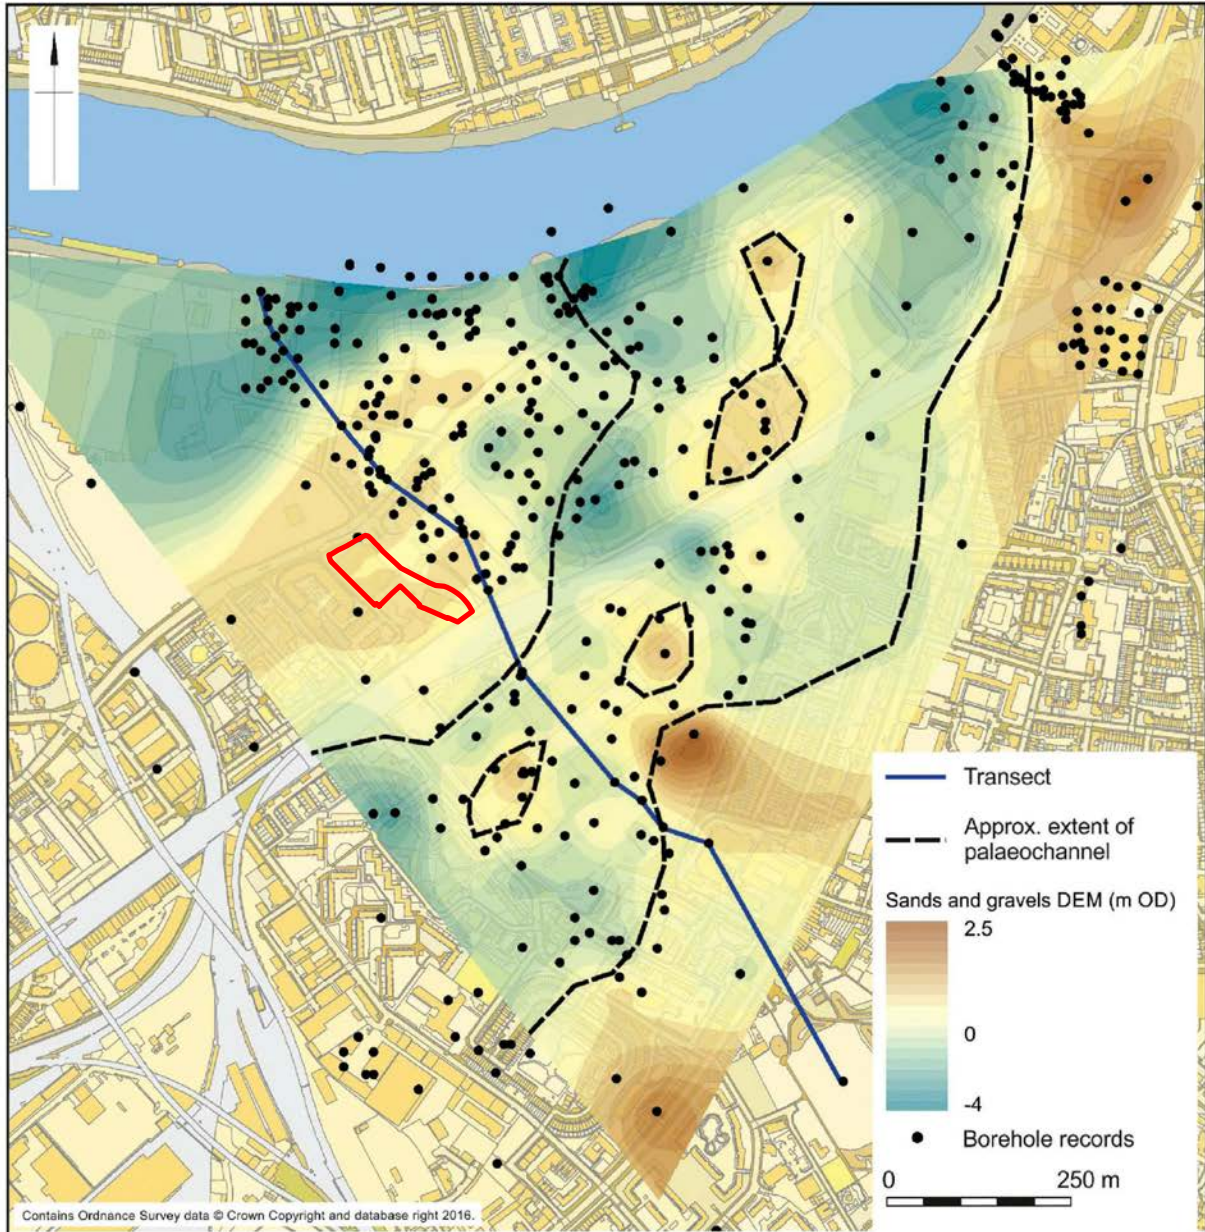 Transect
Approx. extent of
palaeochannel
Sands and gravels DEM (m OD)
2.5
0
-4
Borehole records
0 250 m
Contains Ordnance Survey data © Crown Copyright and database right 2016.